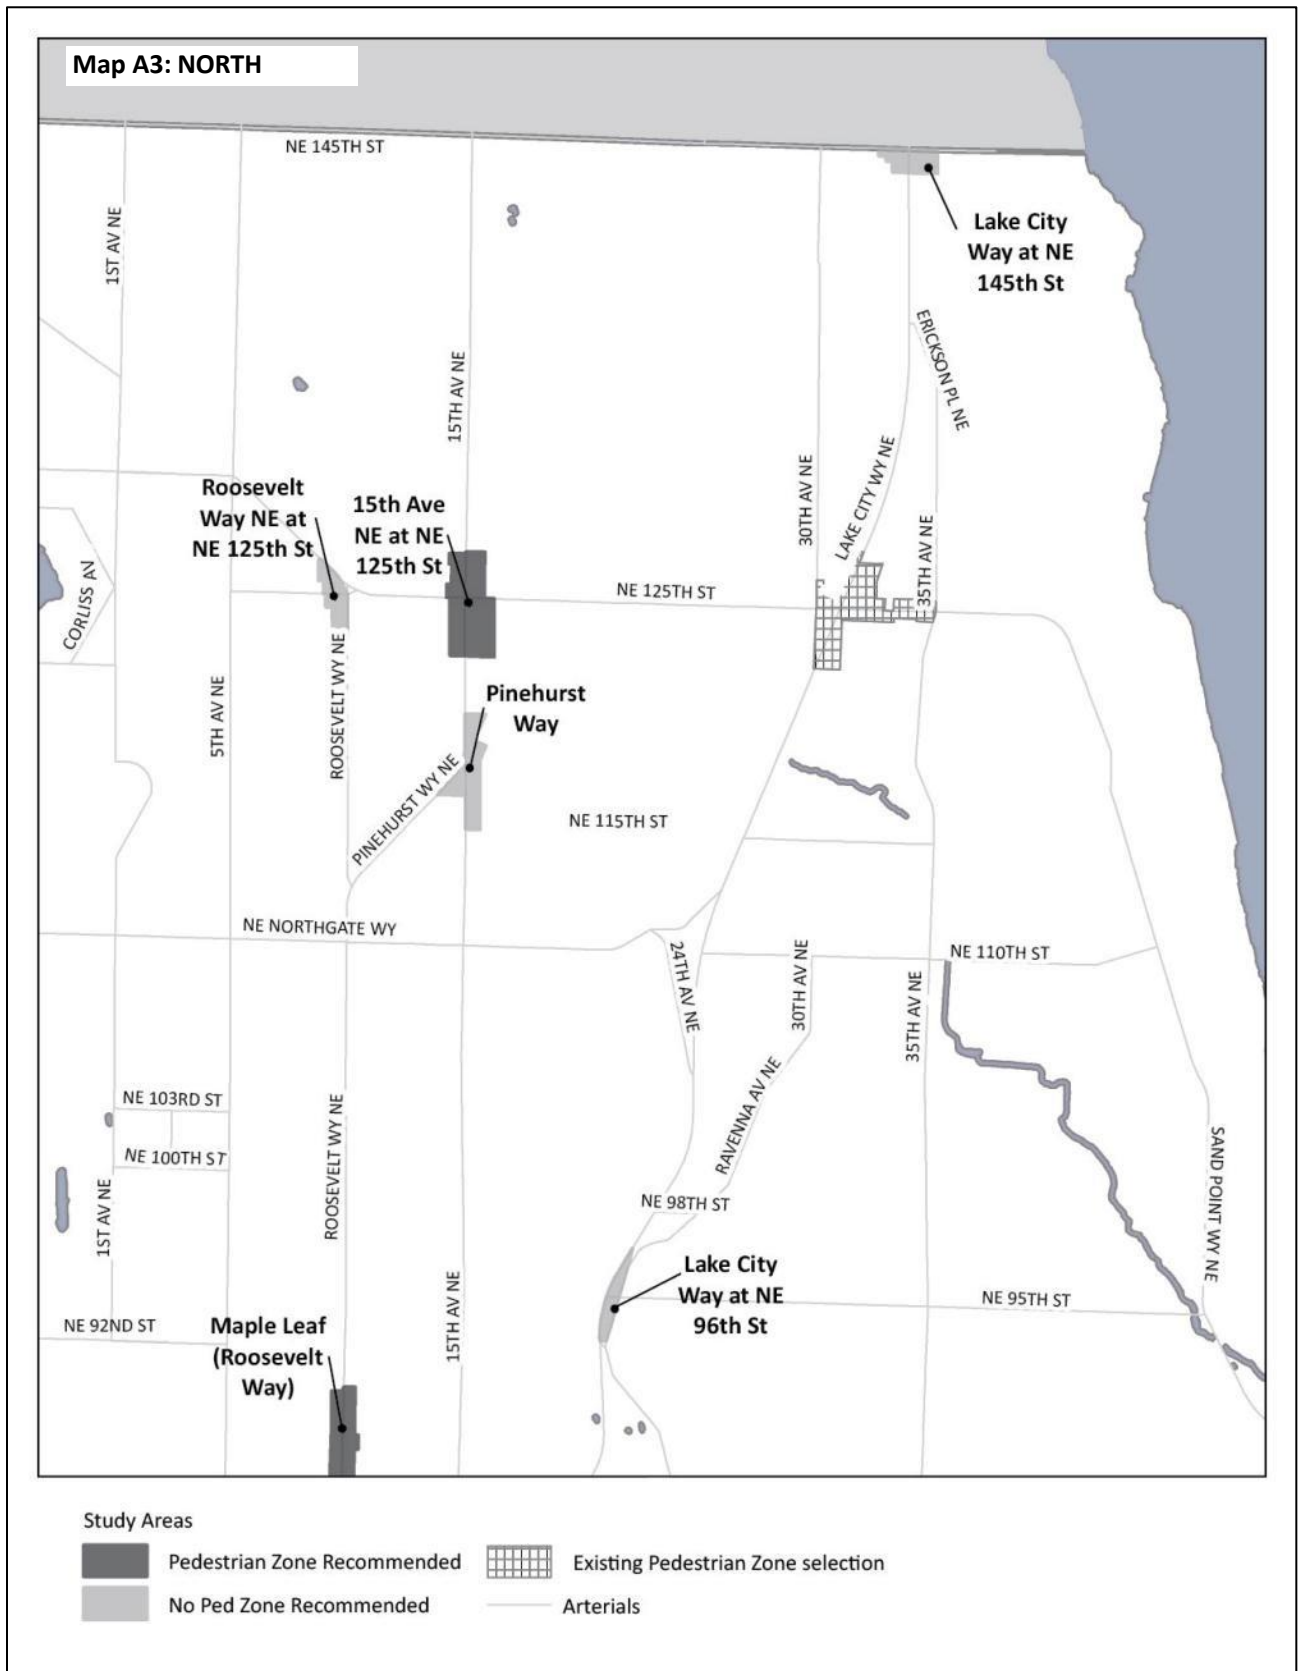 Map A3: NORTH
NE 145TH ST
1ST AV NE
Lake City
Way at NE
145th St
ERICKSON PL NE
15TH AV NE
30TH AV NE
LAKE CITY WY NE
35TH AV NE
Roosevelt
Way NE at
NE 125th St
15th Ave
NE at NE
125th St
NE 125TH ST
CORLISS AV
5TH AV NE
ROOSEVELT WY NE
Pinehurst
Way
PINEHURST WY NE
NE 115TH ST
NE NORTHGATE WY
24TH AV NE
30TH AV NE
NE 110TH ST
35TH AV NE
RAVENNA AV NE
NE 103RD ST
NE 100TH ST
1ST AV NE
ROOSEVELT WY NE
NE 98TH ST
SAND POINT WY NE
Lake City
Way at NE
96th St
NE 95TH ST
15TH AV NE
NE 92ND ST
Maple Leaf
(Roosevelt
Way)
Study Areas
Pedestrian Zone Recommended
Existing Pedestrian Zone selection
No Ped Zone Recommended
Arterials